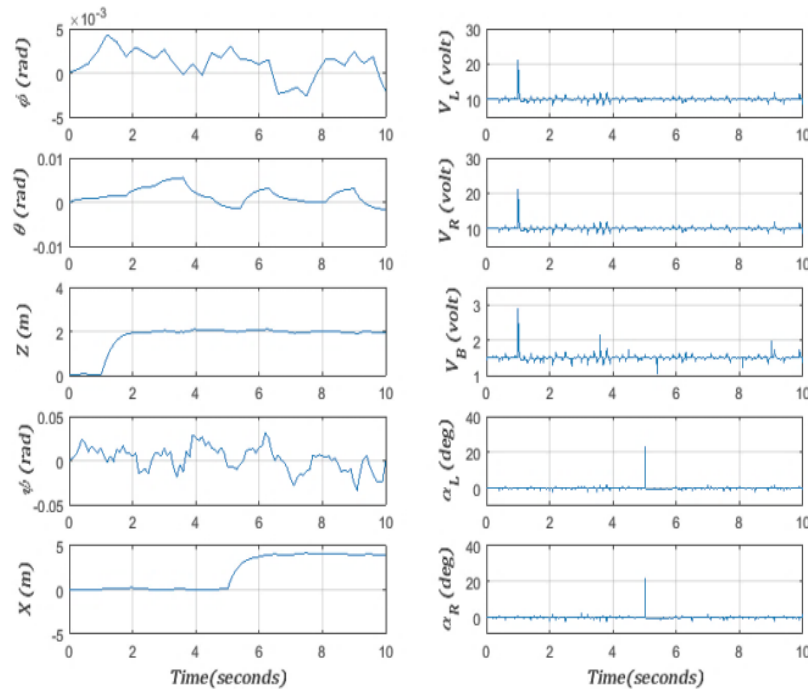 ×10⁻³
5
0
-5
0 2 4 6 8 10
ϕ (rad)
0.01
0
-0.01
0 2 4 6 8 10
θ (rad)
4
2
0
0 2 4 6 8 10
Z (m)
0.05
0
-0.05
0 2 4 6 8 10
ψ (rad)
5
0
-5
0 2 4 6 8 10
X (m)
Time(seconds)
30
20
10
0 2 4 6 8 10
V_L (volt)
30
20
10
0 2 4 6 8 10
V_R (volt)
3
2
1
0 2 4 6 8 10
V_B (volt)
40
20
0
0 2 4 6 8 10
α_L (deg)
40
20
0
0 2 4 6 8 10
α_R (deg)
Time(seconds)